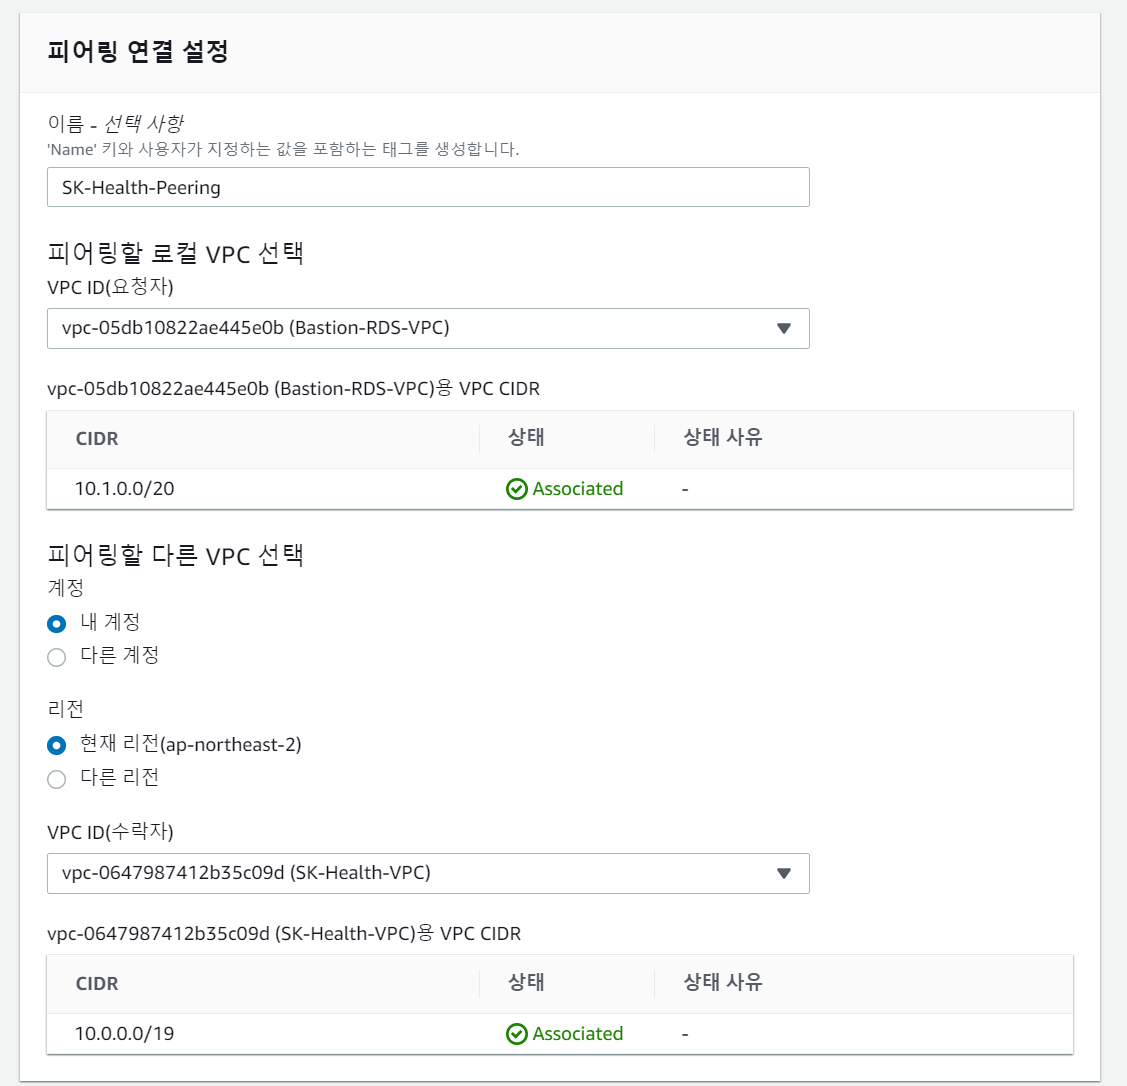 피어링 연결 설정
이름 - 선택 사항
'Name' 키와 사용자가 지정하는 값을 포함하는 태그를 생성합니다.
SK-Health-Peering
피어링할 로컬 VPC 선택
VPC ID(요청자)
vpc-05db10822ae445e0b (Bastion-RDS-VPC)
vpc-05db10822ae445e0b (Bastion-RDS-VPC)용 VPC CIDR
CIDR 상태 상태 사유
10.1.0.0/20 Associated -
피어링할 다른 VPC 선택
계정
내 계정
다른 계정
리전
현재 리전(ap-northeast-2)
다른 리전
VPC ID(수락자)
vpc-0647987412b35c09d (SK-Health-VPC)
vpc-0647987412b35c09d (SK-Health-VPC)용 VPC CIDR
CIDR 상태 상태 사유
10.0.0.0/19 Associated -